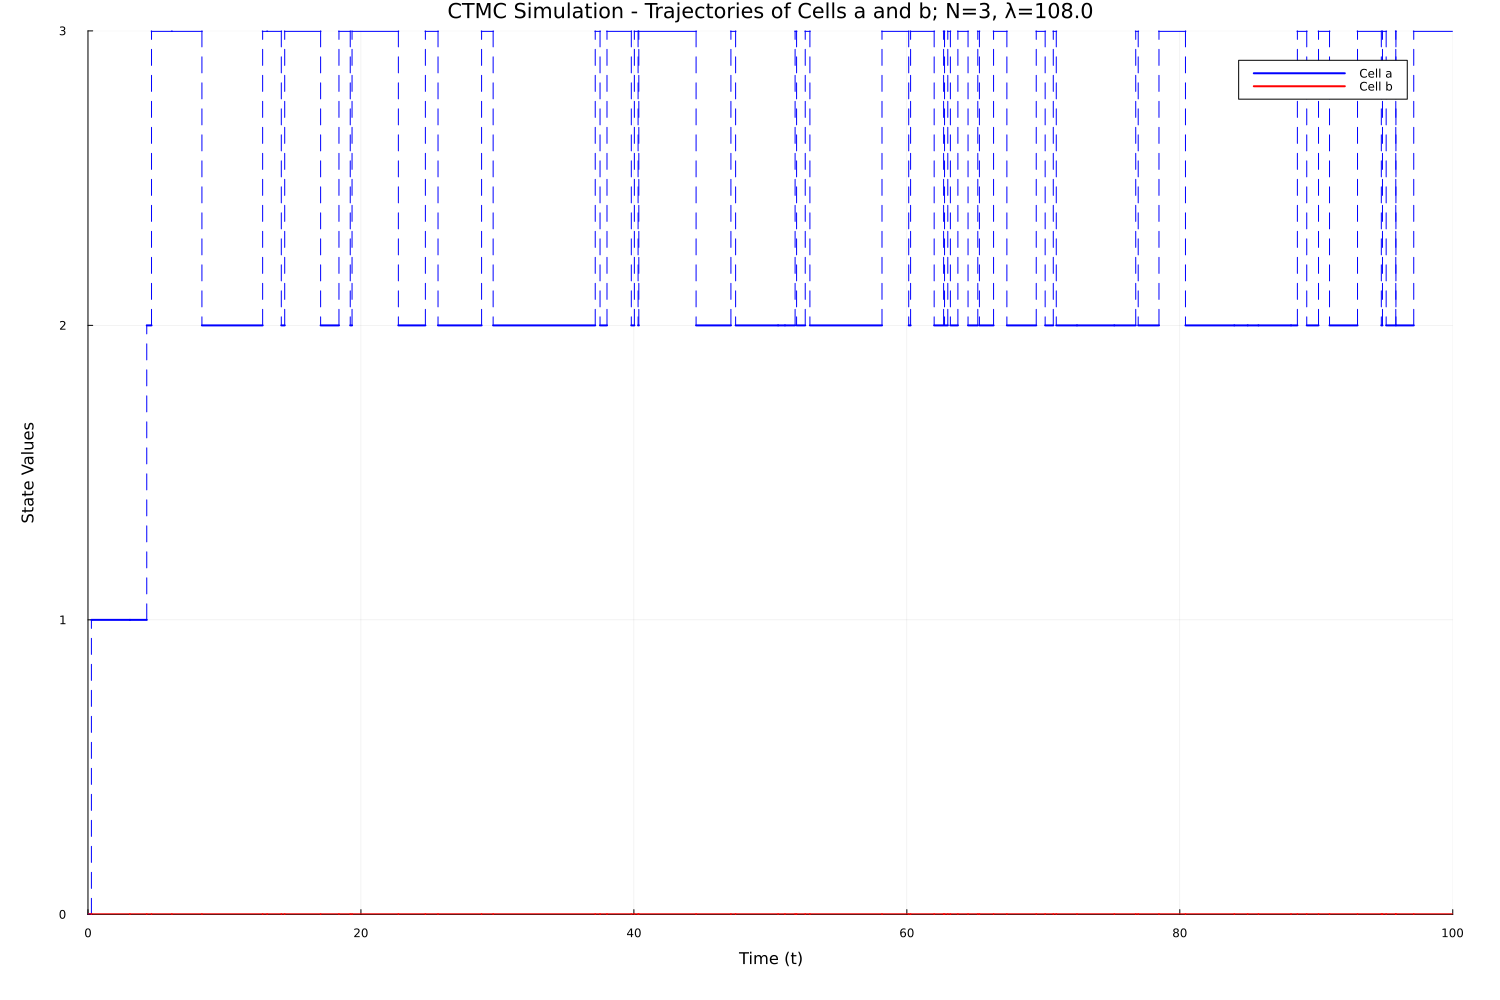 CTMC Simulation - Trajectories of Cells a and b; N=3, λ=108.0
3
Cell a
Cell b
2
State Values
1
0
0 20 40 60 80 100
Time (t)